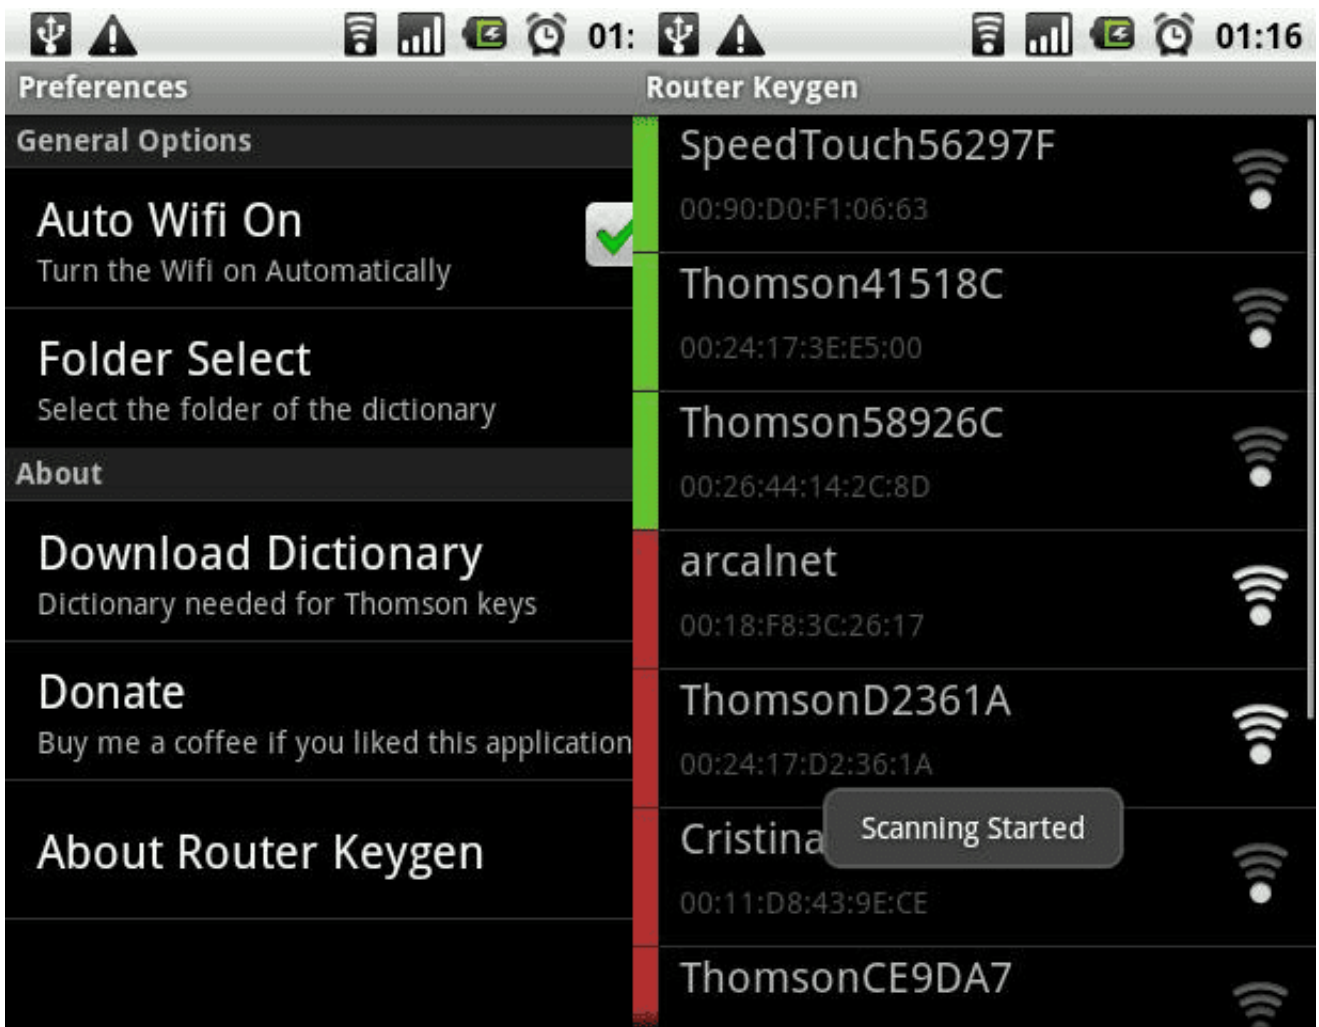 01:
Preferences
General Options
Auto Wifi On
Turn the Wifi on Automatically
Folder Select
Select the folder of the dictionary
About
Download Dictionary
Dictionary needed for Thomson keys
Donate
Buy me a coffee if you liked this application
About Router Keygen
01:16
Router Keygen
SpeedTouch56297F
00:90:D0:F1:06:63
Thomson41518C
00:24:17:3E:E5:00
Thomson58926C
00:26:44:14:2C:8D
arcalnet
00:18:F8:3C:26:17
ThomsonD2361A
00:24:17:D2:36:1A
Cristina
Scanning Started
00:11:D8:43:9E:CE
ThomsonCE9DA7